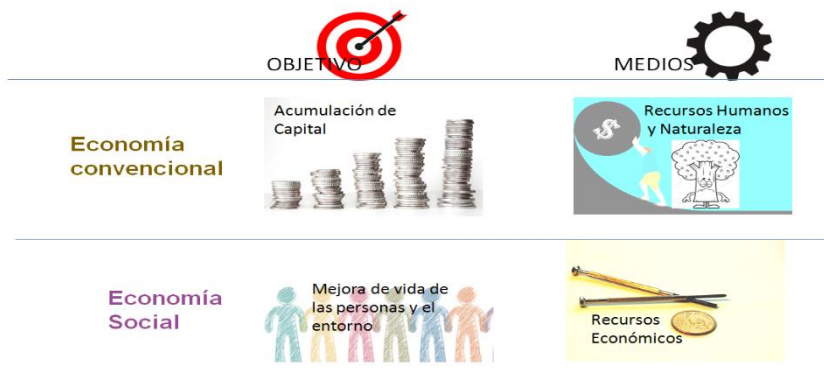 OBJETIVO
MEDIOS
Economía
convencional
Acumulación de
Capital
$
Recursos Humanos
y Naturaleza
Economía
Social
Mejora de vida de
las personas y el
entorno
Recursos
Económicos